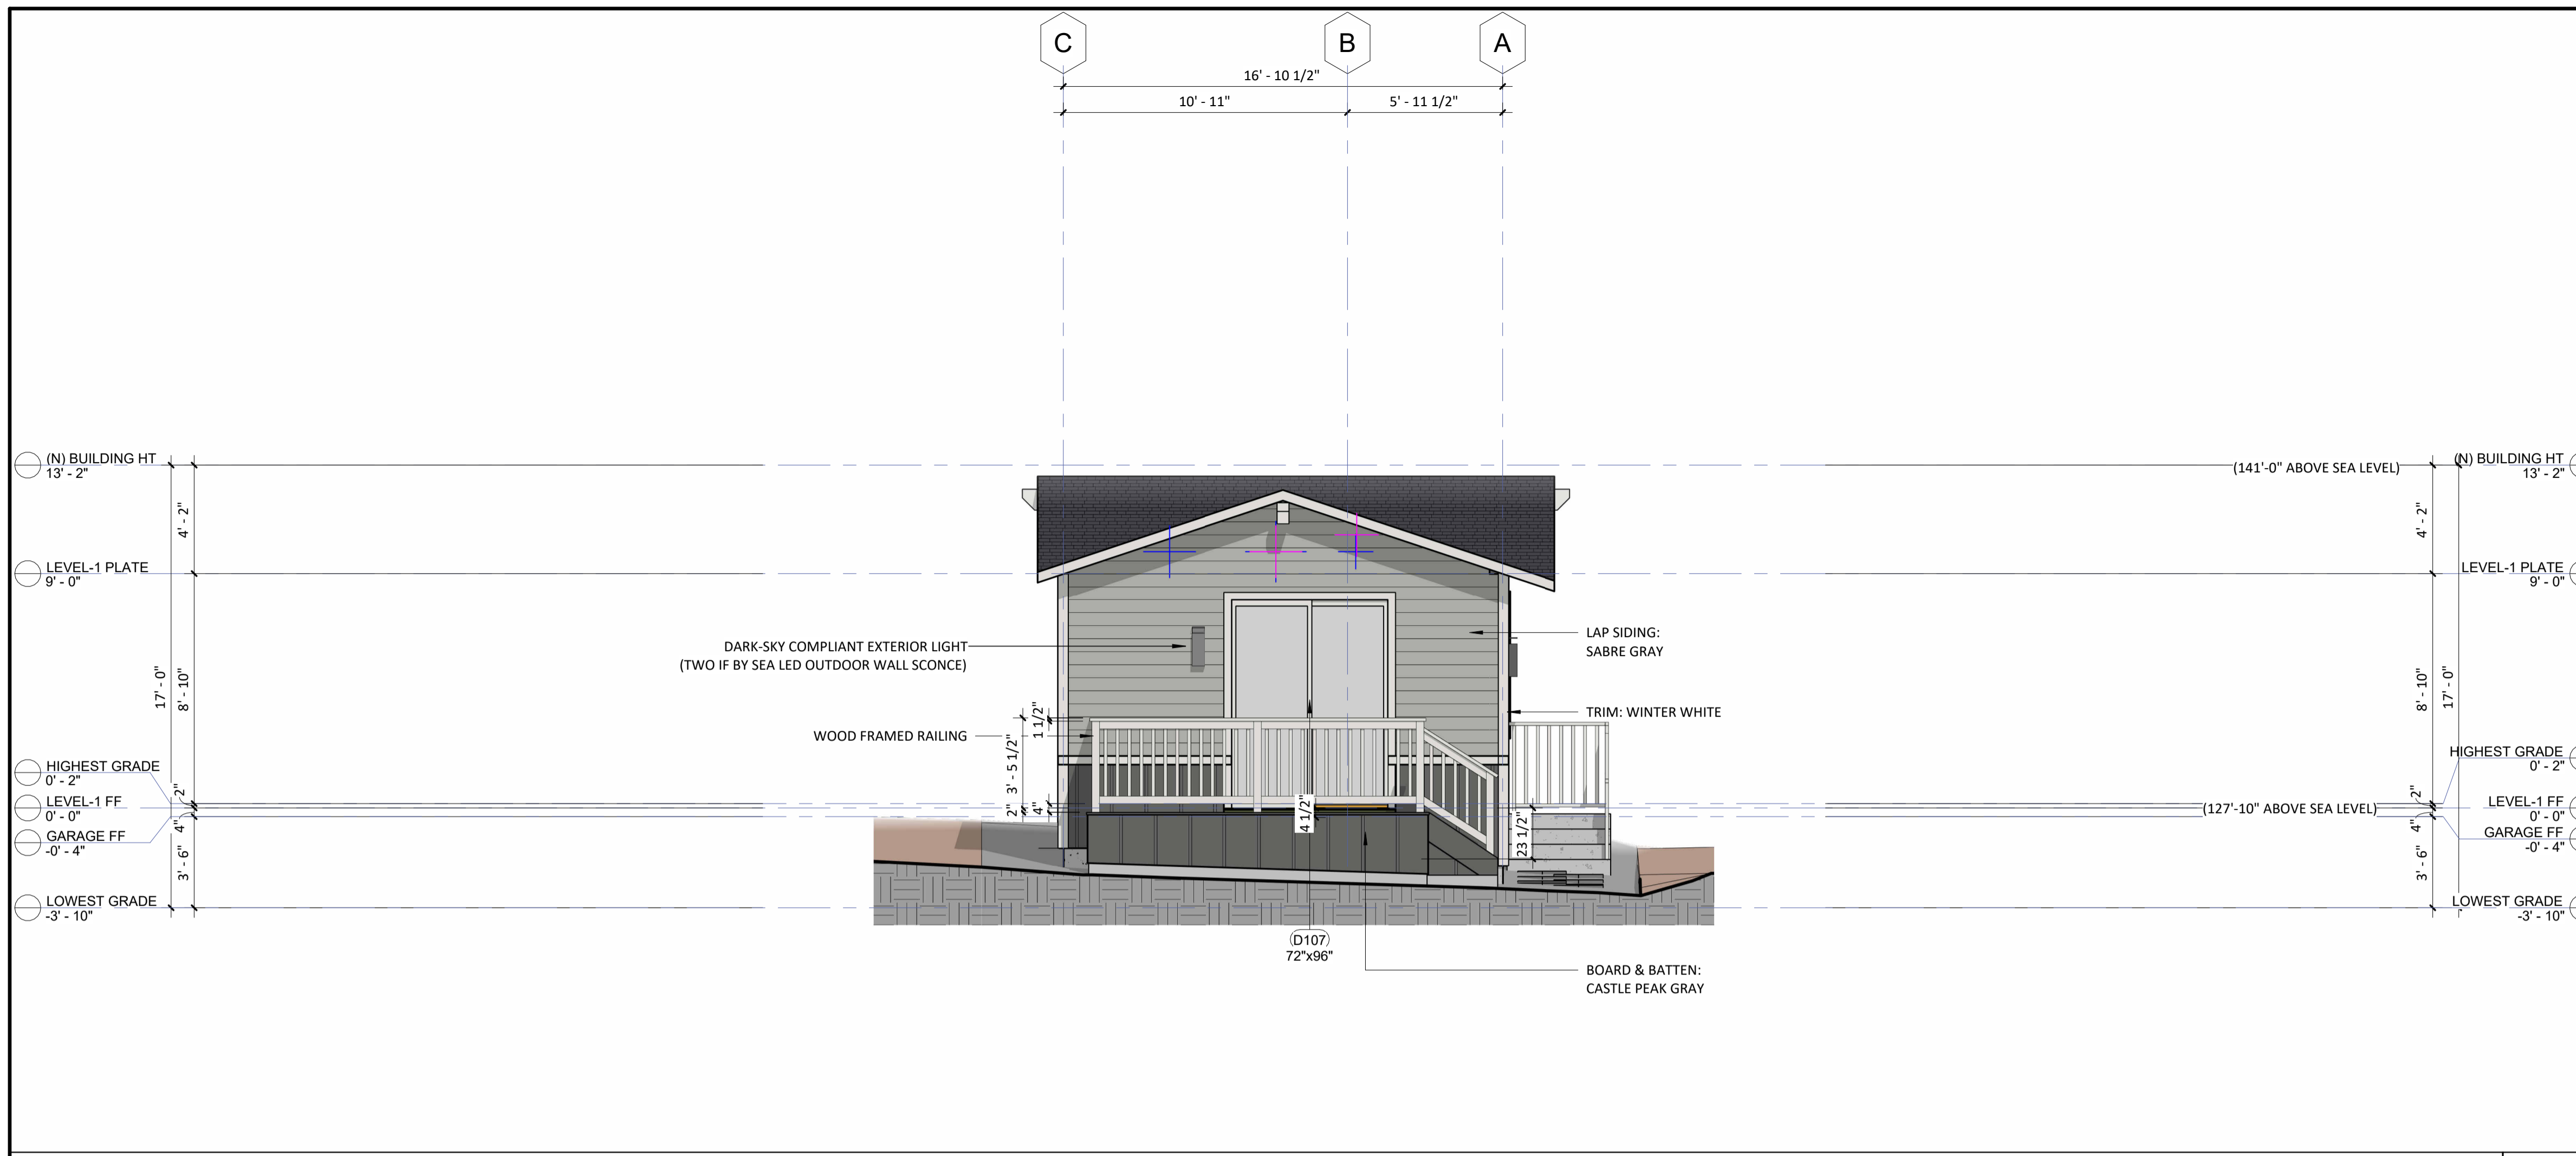 C
B
A
16' - 10 1/2"
10' - 11"
5' - 11 1/2"
(N) BUILDING HT
13' - 2"
4' - 2"
LEVEL-1 PLATE
9' - 0"
17' - 0"
8' - 10"
HIGHEST GRADE
0' - 2"
2"
LEVEL-1 FF
0' - 0"
4"
GARAGE FF
-0' - 4"
3' - 6"
LOWEST GRADE
-3' - 10"
DARK-SKY COMPLIANT EXTERIOR LIGHT
(TWO IF BY SEA LED OUTDOOR WALL SCONCE)
WOOD FRAMED RAILING
1 1/2"
3' - 5 1/2"
2"
4"
4 1/2"
23 1/2"
LAP SIDING:
SABRE GRAY
TRIM: WINTER WHITE
D107
72"x96"
BOARD & BATTEN:
CASTLE PEAK GRAY
(141'-0" ABOVE SEA LEVEL)
(N) BUILDING HT
13' - 2"
4' - 2"
LEVEL-1 PLATE
9' - 0"
8' - 10"
17' - 0"
HIGHEST GRADE
0' - 2"
2"
(127'-10" ABOVE SEA LEVEL)
LEVEL-1 FF
0' - 0"
4"
GARAGE FF
-0' - 4"
3' - 6"
LOWEST GRADE
-3' - 10"